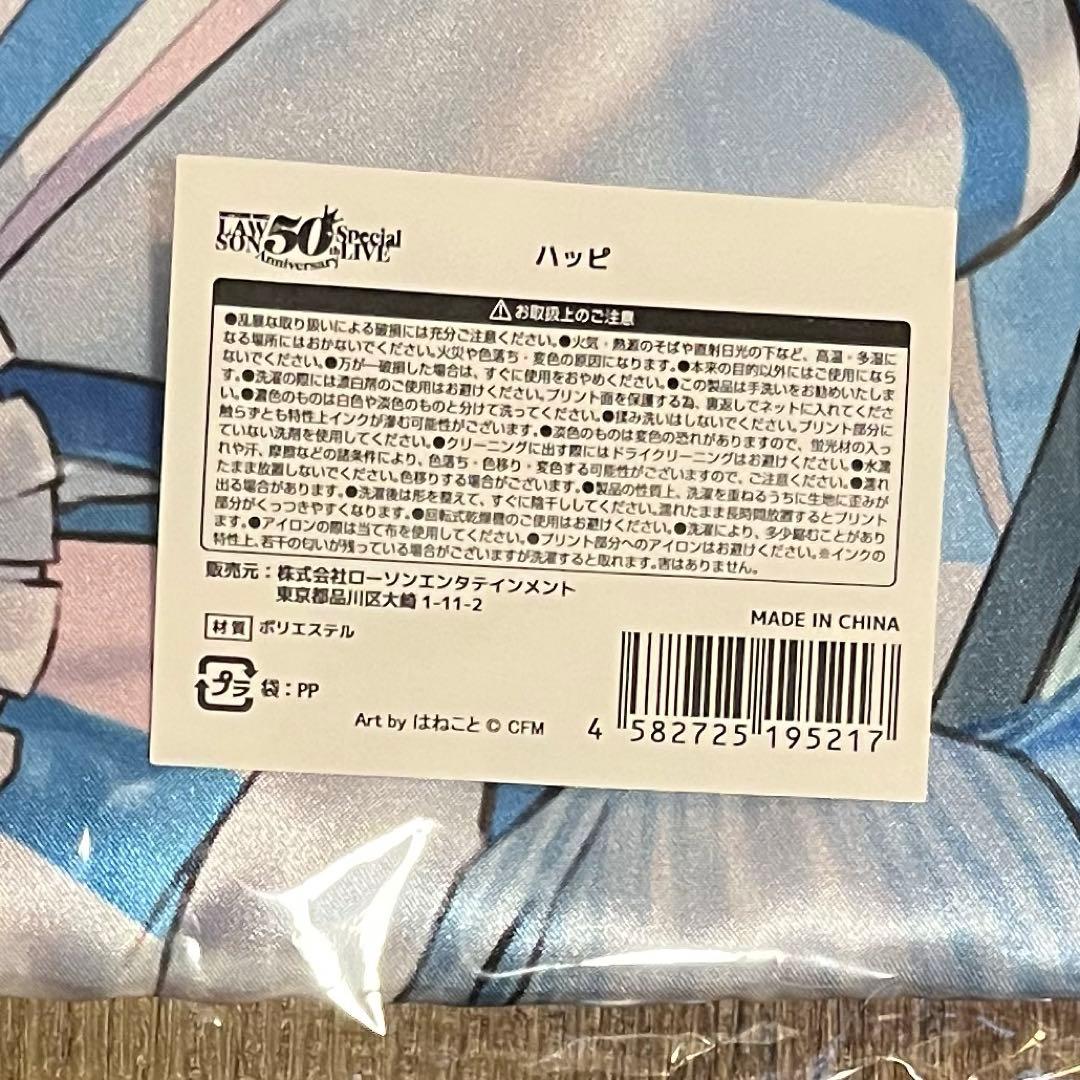 LAWSON 50th Anniversary Special LIVE
ハッピ
お取扱上のご注意
●乱暴な取り扱いによる破損には充分ご注意ください。●火気・熱源のそばや直射日光の下など、高温・多湿に
なる場所にはおかないでください。火災や色落ち・変色の原因になります。●本来の目的以外にはご使用になら
ないでください。●万が一破損した場合は、すぐに使用をおやめください。●この製品は手洗いをお勧めいたしま
す。●洗濯の際には漂白剤のご使用はお避けください。プリント面を保護する為、裏返しでネットに入れてくださ
い。●濃色のものは白色や淡色のものと分けて洗ってください。●揉み洗いはしないでください。プリント部分に
触らずとも特性上インクが滲む可能性がございます。●淡色のものは変色の恐れがありますので、蛍光材の入っ
ていない洗剤を使用してください。●クリーニングに出す際にはドライクリーニングはお避けください。●水濡
れや汗、摩擦などの諸条件により、色落ち・色移り・変色する可能性がございますので、ご注意ください。●濡れ
たまま放置しないでください。色移りする場合がございます。●製品の性質上、洗濯を重ねるうちに生地に歪みが
出る場合があります。●洗濯後は形を整えて、すぐに陰干ししてください。濡れたまま長時間放置するとプリント
部分がくっつきやすくなります。●回転式乾燥機のご使用はお避けください。●洗濯により、多少縮むことがあり
ます。●アイロンの際は当て布を使用してください。●プリント部分へのアイロンはお避けください。※インクの
特性上、若干の匂いが残っている場合がございますが洗濯すると取れます。害はありません。
販売元：株式会社ローソンエンタテインメント
東京都品川区大崎 1-11-2
材質 ポリエステル
プラ 袋：PP
MADE IN CHINA
Art by はねこと © CFM
4 582725 195217